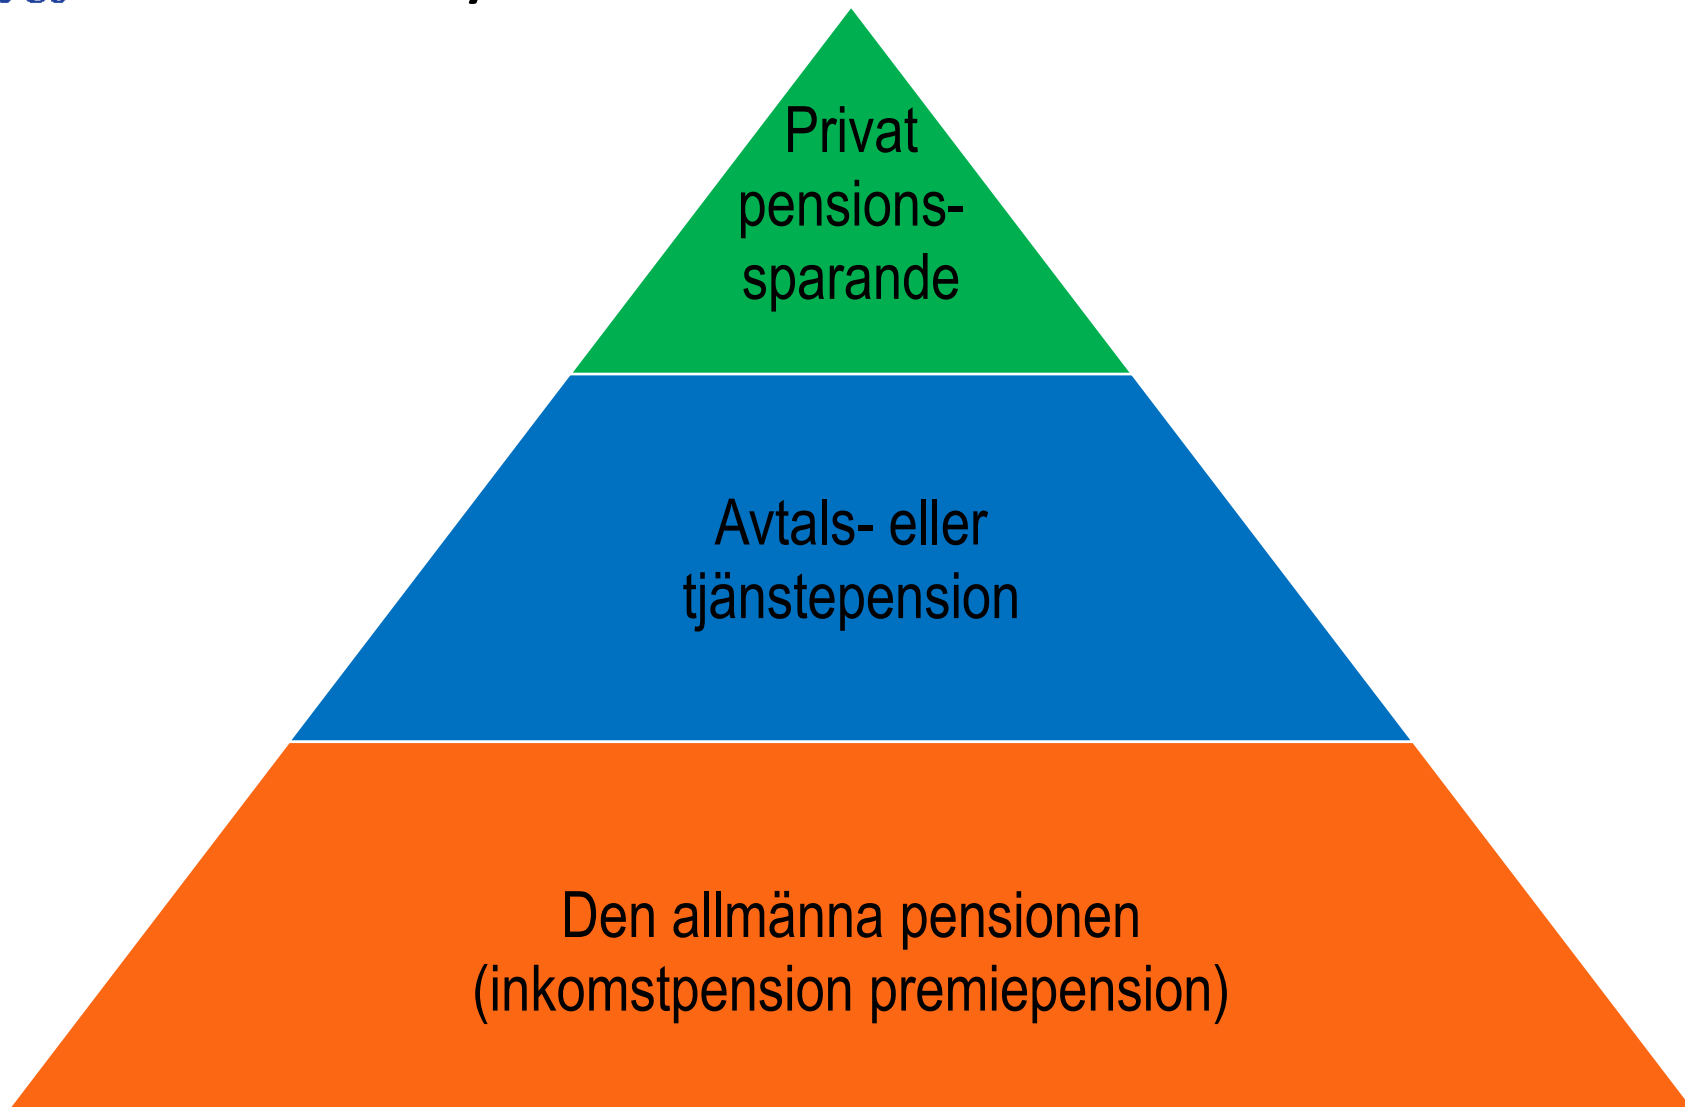 Privat
pensions-
sparande
Avtals- eller
tjänstepension
Den allmänna pensionen
(inkomstpension premiepension)